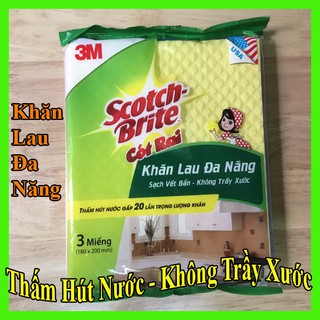 3M
USA
Scotch-
Brite
Cót Rai
Khăn Lau Đa Năng
Sạch Vết Bẩn - Không Trầy Xước
THẤM HÚT NƯỚC GẤP 20 LẦN TRỌNG LƯỢNG KHĂN
3 Miếng
(180 x 200 mm)
Khăn
Lau
Đa
Năng
Thấm Hút Nước - Không Trầy Xước